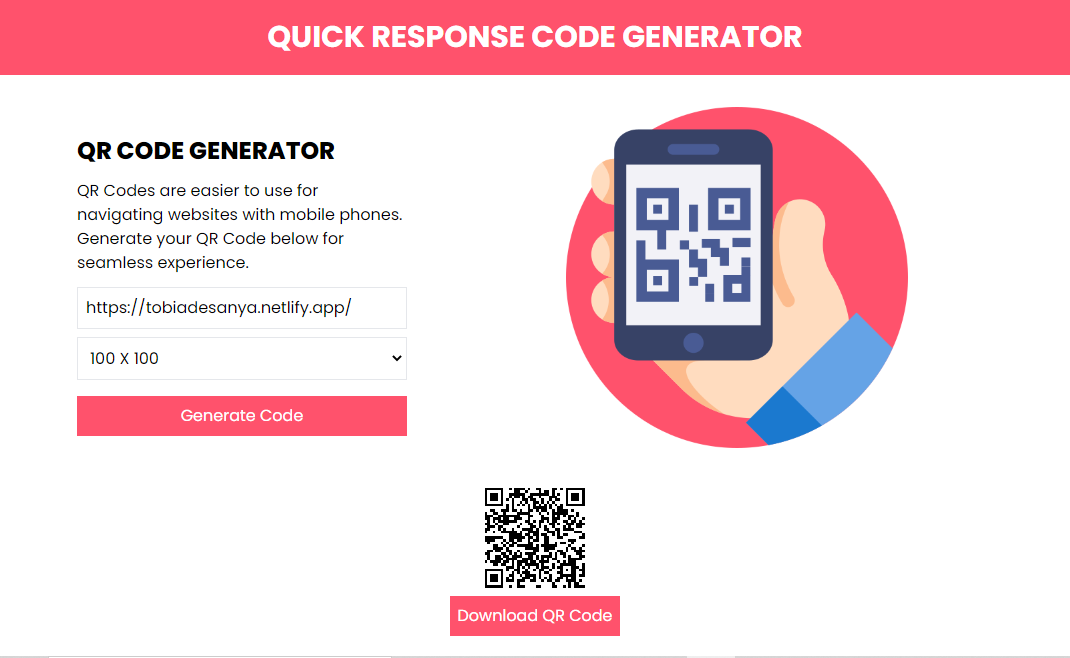 QUICK RESPONSE CODE GENERATOR
QR CODE GENERATOR
QR Codes are easier to use for
navigating websites with mobile phones.
Generate your QR Code below for
seamless experience.
https://tobiadesanya.netlify.app/
100 X 100
Generate Code
Download QR Code